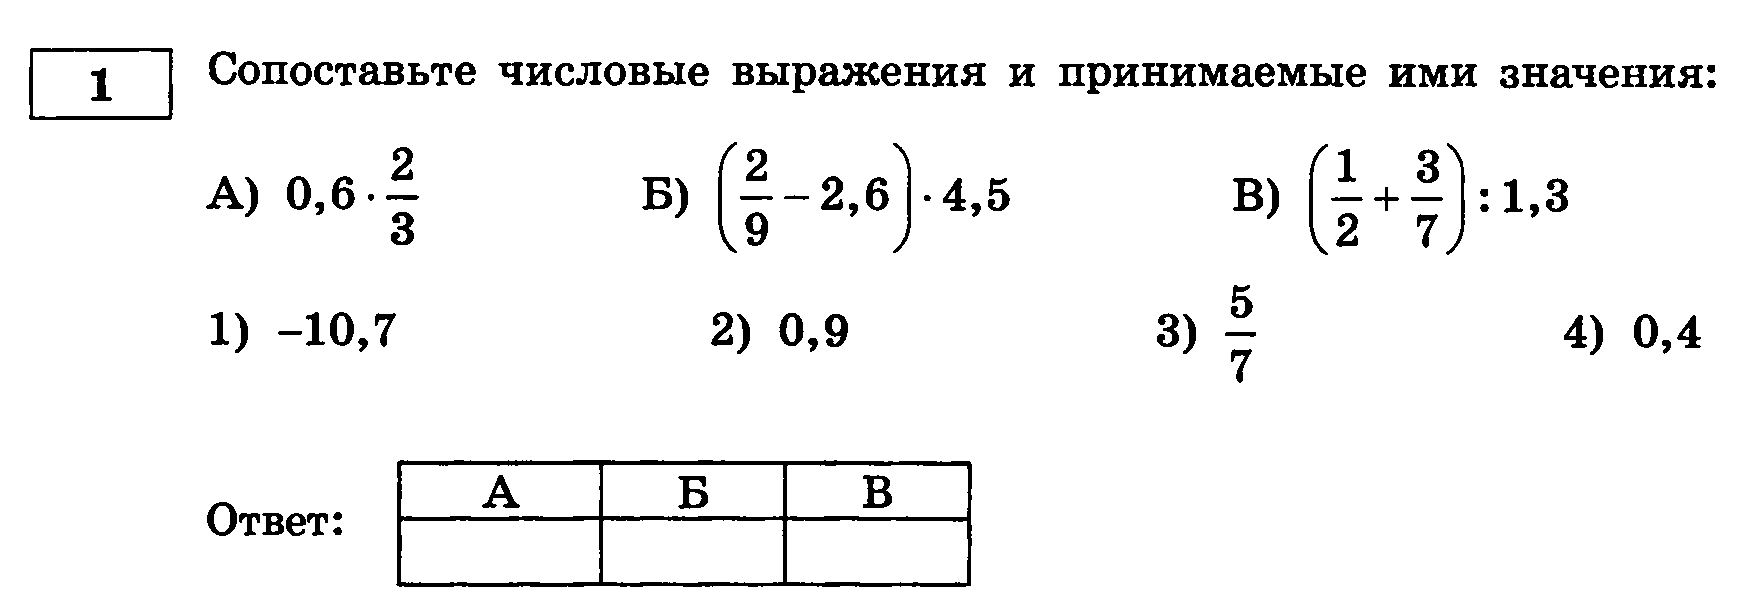 1 Сопоставьте числовые выражения и принимаемые ими значения:
А) 0,6 · 2/3 Б) (2/9 − 2,6) · 4,5 В) (1/2 + 3/7) : 1,3
1) −10,7 2) 0,9 3) 5/7 4) 0,4
Ответ: А Б В